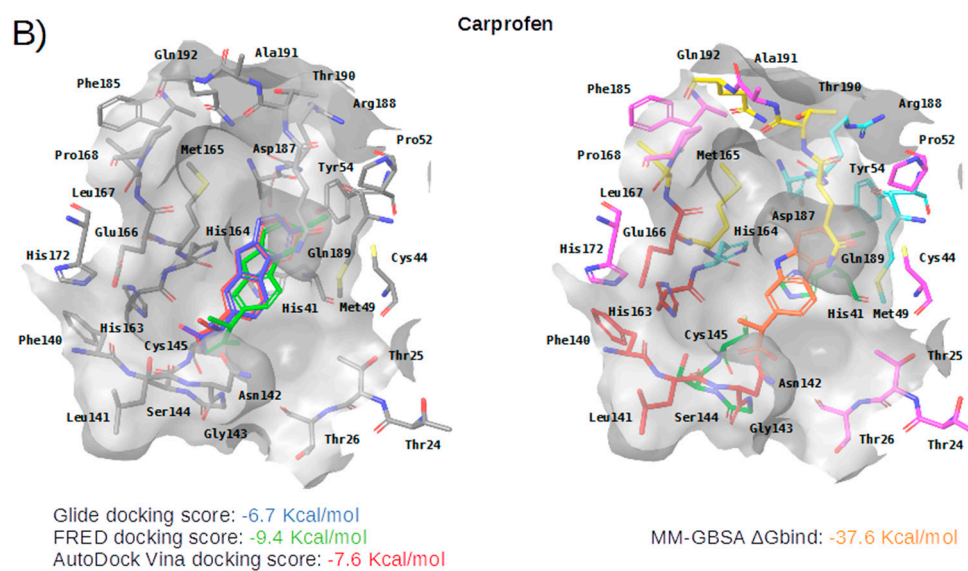 B)
Carprofen
Gln192
Ala191
Phe185
Thr190
Arg188
Pro52
Pro168
Met165
Asp187
Tyr54
Leu167
Glu166
His164
His172
Gln189
Cys44
His163
His41
Met49
Phe140
Cys145
Thr25
Asn142
Leu141
Ser144
Gly143
Thr26
Thr24
Glide docking score: -6.7 Kcal/mol
FRED docking score: -9.4 Kcal/mol
AutoDock Vina docking score: -7.6 Kcal/mol
Gln192
Ala191
Phe185
Thr190
Arg188
Pro52
Pro168
Met165
Tyr54
Leu167
Asp187
Glu166
His164
His172
Gln189
Cys44
His163
His41
Met49
Phe140
Cys145
Thr25
Asn142
Leu141
Ser144
Gly143
Thr26
Thr24
MM-GBSA ΔGbind: -37.6 Kcal/mol